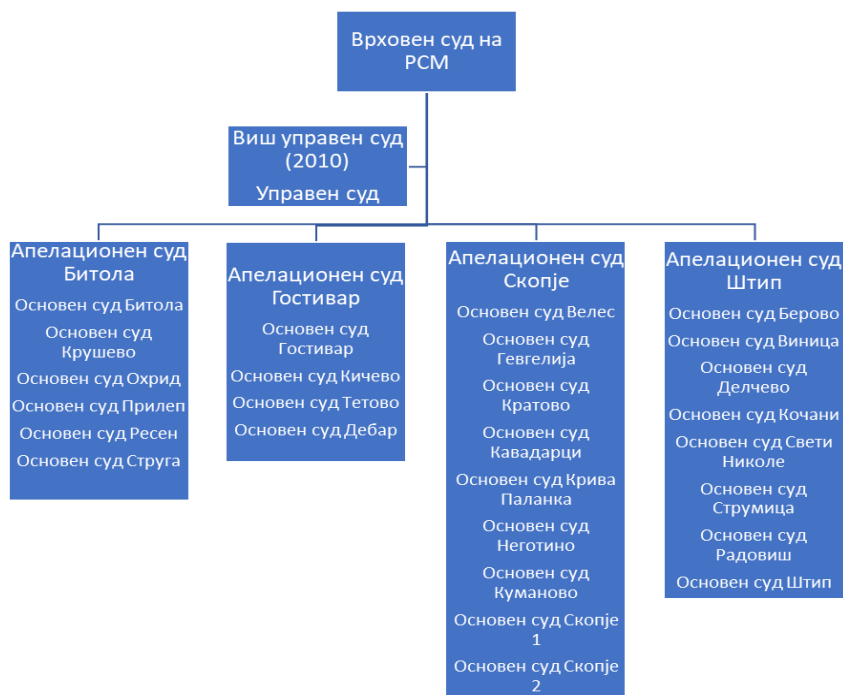 Врховен суд на
РСМ
Виш управен суд
(2010)
Управен суд
Апелационен суд
Битола
Основен суд Битола
Основен суд
Крушево
Основен суд Охрид
Основен суд Прилеп
Основен суд Ресен
Основен суд Струга
Апелационен суд
Гостивар
Основен суд
Гостивар
Основен суд Кичево
Основен суд Тетово
Основен суд Дебар
Апелационен суд
Скопје
Основен суд Велес
Основен суд
Гевгелија
Основен суд
Кратово
Основен суд
Кавадарци
Основен суд Крива
Паланка
Основен суд
Неготино
Основен суд
Куманово
Основен суд Скопје
1
Основен суд Скопје
2
Апелационен суд
Штип
Основен суд Берово
Основен суд Виница
Основен суд
Делчево
Основен суд Кочани
Основен суд Свети
Николе
Основен суд
Струмица
Основен суд
Радовиш
Основен суд Штип